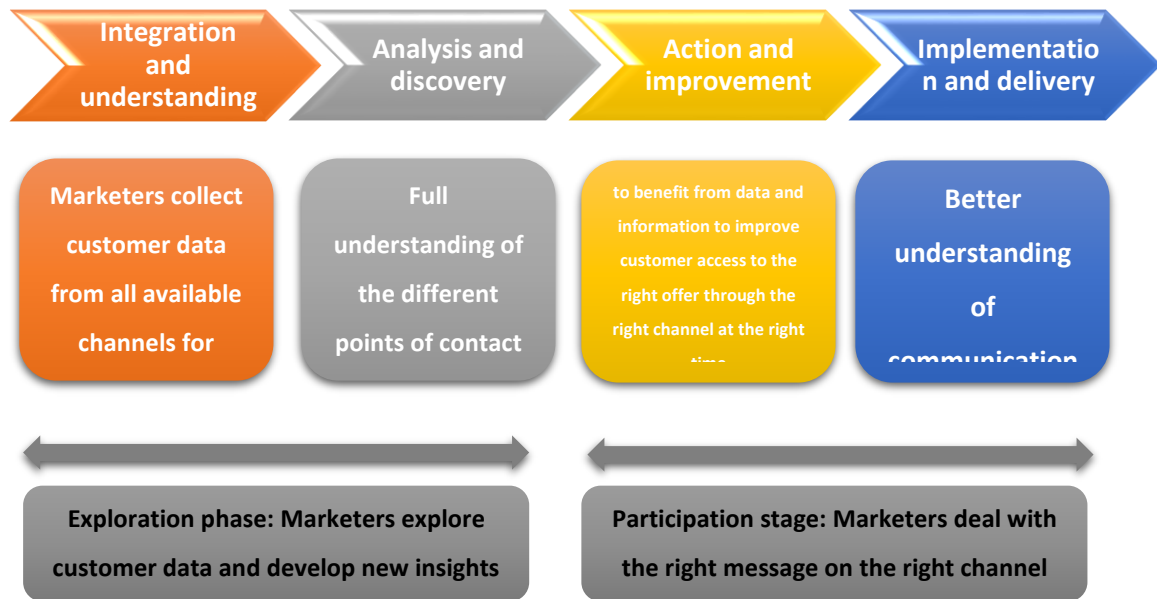 Integration
and
understanding
Analysis and
discovery
Action and
improvement
Implementatio
n and delivery
Marketers collect
customer data
from all available
channels for
Full
understanding of
the different
points of contact
to benefit from data and
information to improve
customer access to the
right offer through the
right channel at the right
time
Better
understanding
of
communication
Exploration phase: Marketers explore
customer data and develop new insights
Participation stage: Marketers deal with
the right message on the right channel